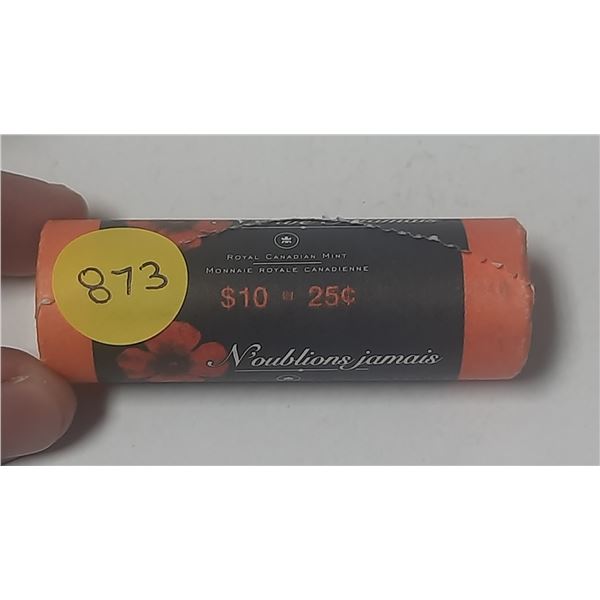 ROYAL CANADIAN MINT
MONNAIE ROYALE CANADIENNE
873
$10 - 25¢
N'oublions jamais